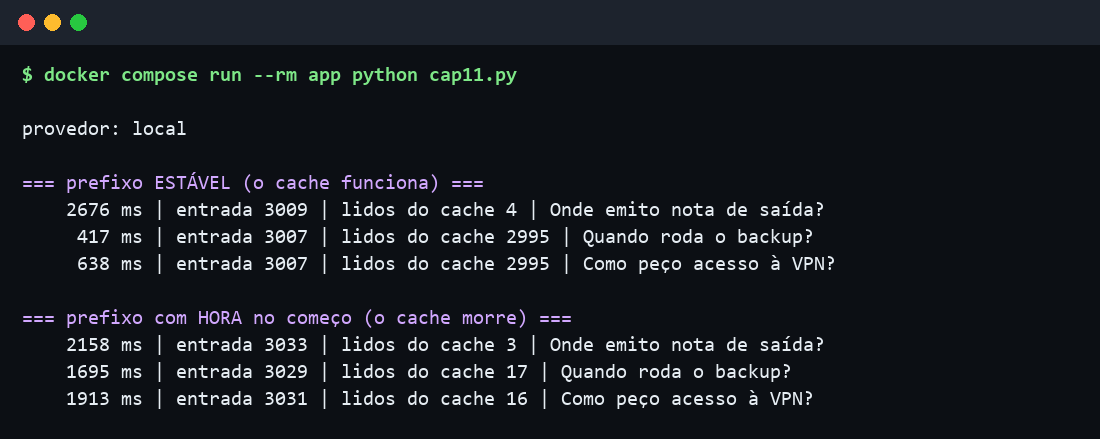 $ docker compose run --rm app python cap11.py
provedor: local
=== prefixo ESTÁVEL (o cache funciona) ===
2676 ms | entrada 3009 | lidos do cache 4 | Onde emito nota de saída?
417 ms | entrada 3007 | lidos do cache 2995 | Quando roda o backup?
638 ms | entrada 3007 | lidos do cache 2995 | Como peço acesso à VPN?
=== prefixo com HORA no começo (o cache morre) ===
2158 ms | entrada 3033 | lidos do cache 3 | Onde emito nota de saída?
1695 ms | entrada 3029 | lidos do cache 17 | Quando roda o backup?
1913 ms | entrada 3031 | lidos do cache 16 | Como peço acesso à VPN?